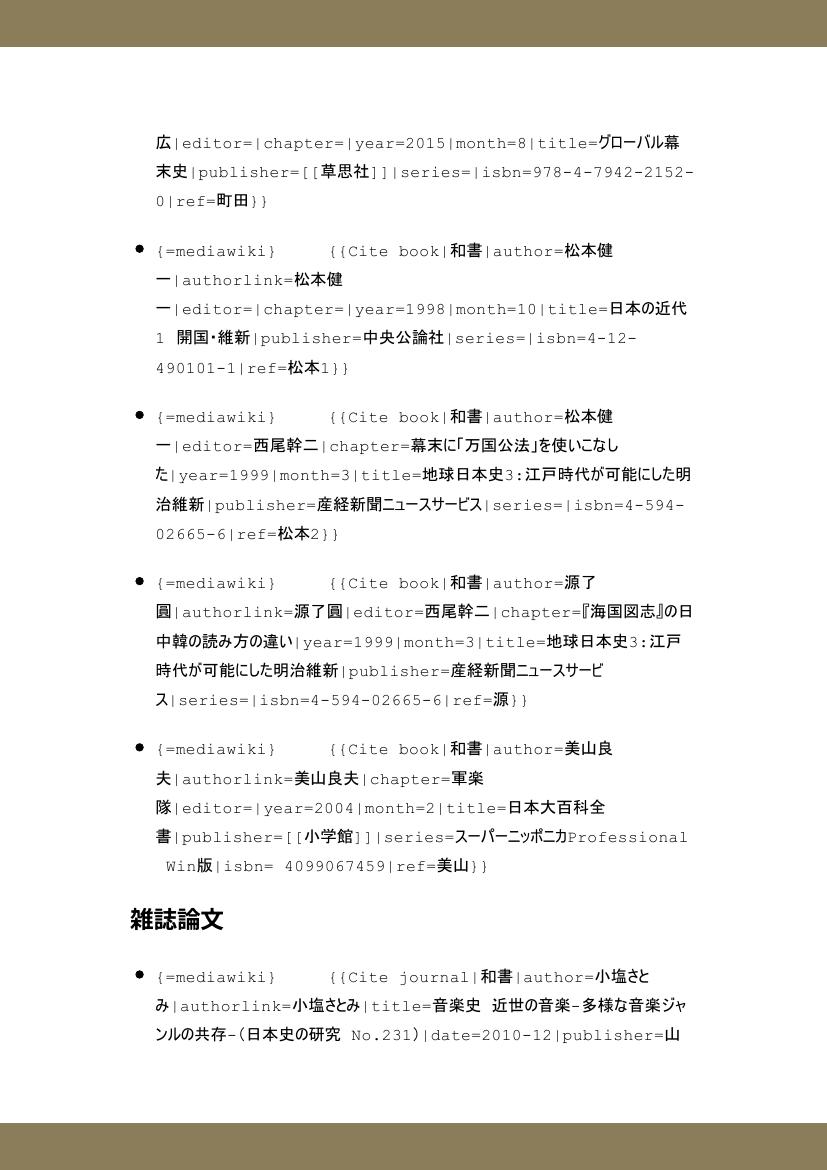 広|editor=|chapter=|year=2015|month=8|title=グローバル幕
末史|publisher=[[草思社]]|series=|isbn=978-4-7942-2152-
0|ref=町田}}
● {=mediawiki} {{Cite book|和書|author=松本健
一|authorlink=松本健
一|editor=|chapter=|year=1998|month=10|title=日本の近代
1 開国・維新|publisher=中央公論社|series=|isbn=4-12-
490101-1|ref=松本1}}
● {=mediawiki} {{Cite book|和書|author=松本健
一|editor=西尾幹二|chapter=幕末に「万国公法」を使いこなし
た|year=1999|month=3|title=地球日本史3:江戸時代が可能にした明
治維新|publisher=産経新聞ニュースサービス|series=|isbn=4-594-
02665-6|ref=松本2}}
● {=mediawiki} {{Cite book|和書|author=源了
圓|authorlink=源了圓|editor=西尾幹二|chapter=『海国図志』の日
中韓の読み方の違い|year=1999|month=3|title=地球日本史3:江戸
時代が可能にした明治維新|publisher=産経新聞ニュースサービ
ス|series=|isbn=4-594-02665-6|ref=源}}
● {=mediawiki} {{Cite book|和書|author=美山良
夫|authorlink=美山良夫|chapter=軍楽
隊|editor=|year=2004|month=2|title=日本大百科全
書|publisher=[[小学館]]|series=スーパーニッポニカProfessional
Win版|isbn= 4099067459|ref=美山}}
雑誌論文
● {=mediawiki} {{Cite journal|和書|author=小塩さと
み|authorlink=小塩さとみ|title=音楽史 近世の音楽-多様な音楽ジャ
ンルの共存-(日本史の研究 No.231)|date=2010-12|publisher=山